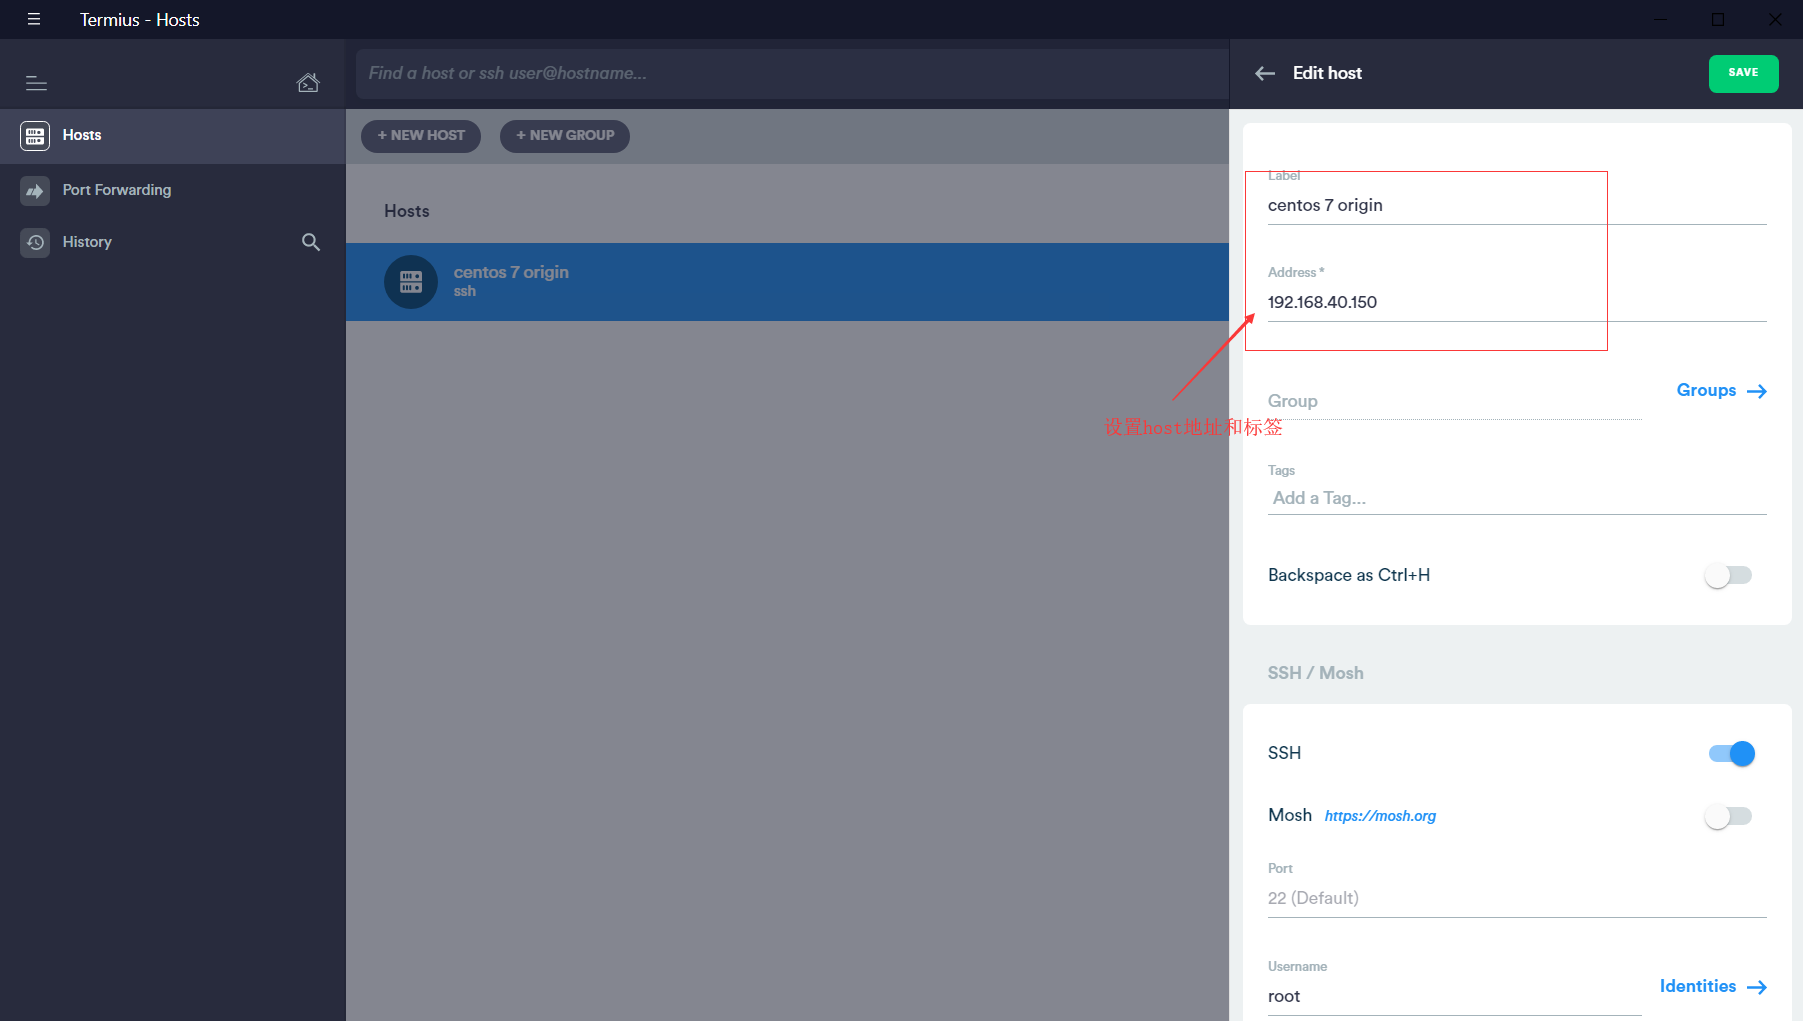 Termius - Hosts
Find a host or ssh user@hostname...
Edit host
SAVE
Hosts
Port Forwarding
History
+ NEW HOST
+ NEW GROUP
Hosts
centos 7 origin
ssh
Label
centos 7 origin
Address *
192.168.40.150
设置host地址和标签
Group
Groups
Tags
Add a Tag...
Backspace as Ctrl+H
SSH / Mosh
SSH
Mosh https://mosh.org
Port
22 (Default)
Username
root
Identities